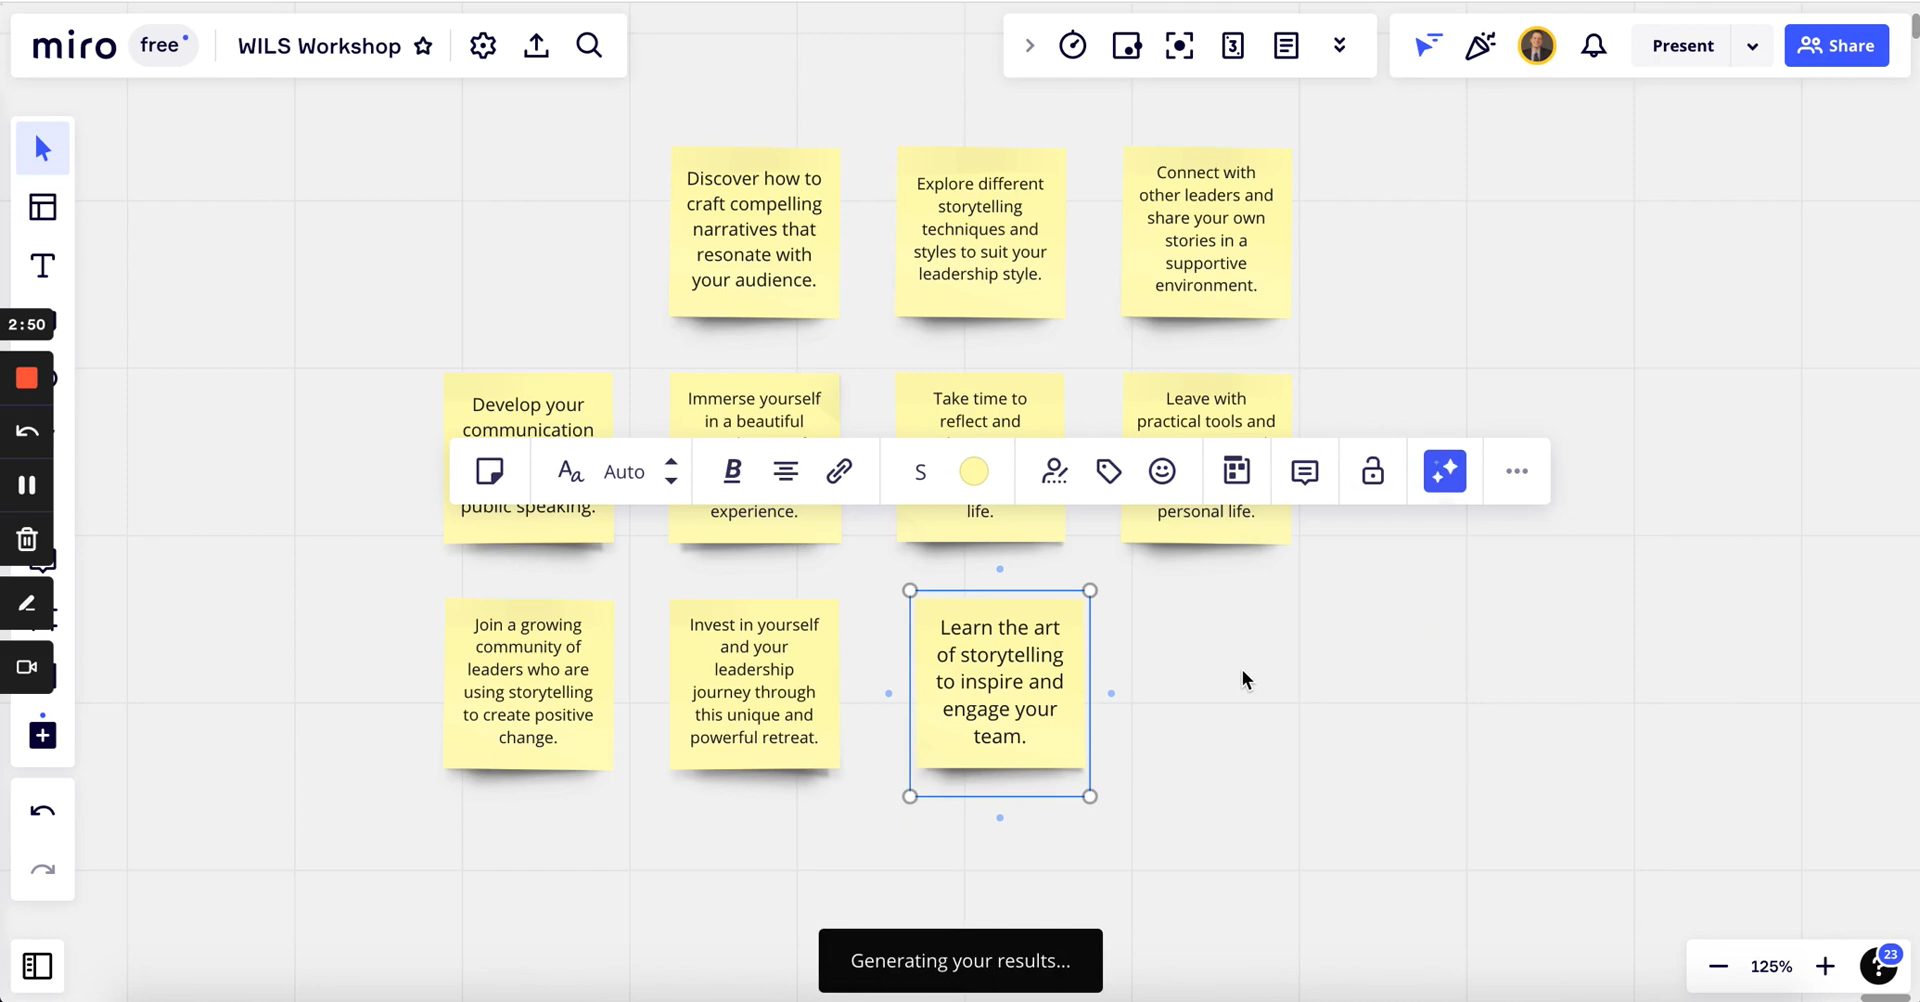 miro free WILS Workshop
3
Present
Share
Discover how to
craft compelling
narratives that
resonate with
your audience.
Explore different
storytelling
techniques and
styles to suit your
leadership style.
Connect with
other leaders and
share your own
stories in a
supportive
environment.
T
2:50
Develop your
communication
public speaking.
Immerse yourself
in a beautiful
experience.
Take time to
reflect and
life.
Leave with
practical tools and
personal life.
Aa Auto B S
Join a growing
community of
leaders who are
using storytelling
to create positive
change.
Invest in yourself
and your
leadership
journey through
this unique and
powerful retreat.
Learn the art
of storytelling
to inspire and
engage your
team.
Generating your results...
125%
?
23